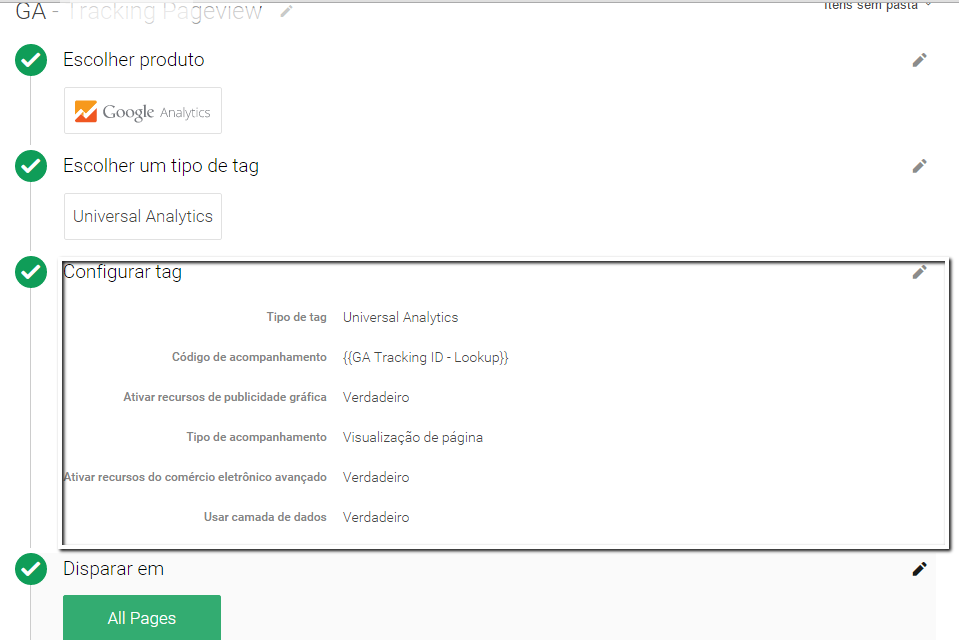 GA - Tracking Pageview
Itens sem pasta
Escolher produto
Google Analytics
Escolher um tipo de tag
Universal Analytics
Configurar tag
Tipo de tag Universal Analytics
Código de acompanhamento {{GA Tracking ID - Lookup}}
Ativar recursos de publicidade gráfica Verdadeiro
Tipo de acompanhamento Visualização de página
Ativar recursos do comércio eletrônico avançado Verdadeiro
Usar camada de dados Verdadeiro
Disparar em
All Pages